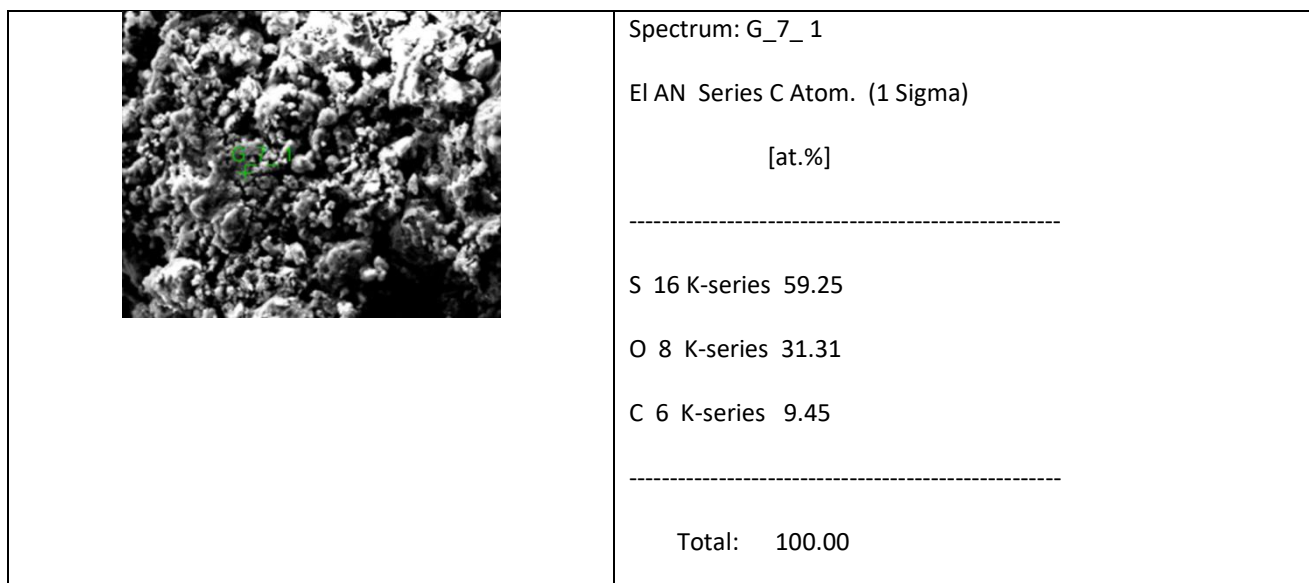 G_7_1
Spectrum: G_7_ 1
El AN Series C Atom. (1 Sigma)
[at.%]
-----------------------------------------------------
S 16 K-series 59.25
O 8 K-series 31.31
C 6 K-series 9.45
-----------------------------------------------------
Total: 100.00